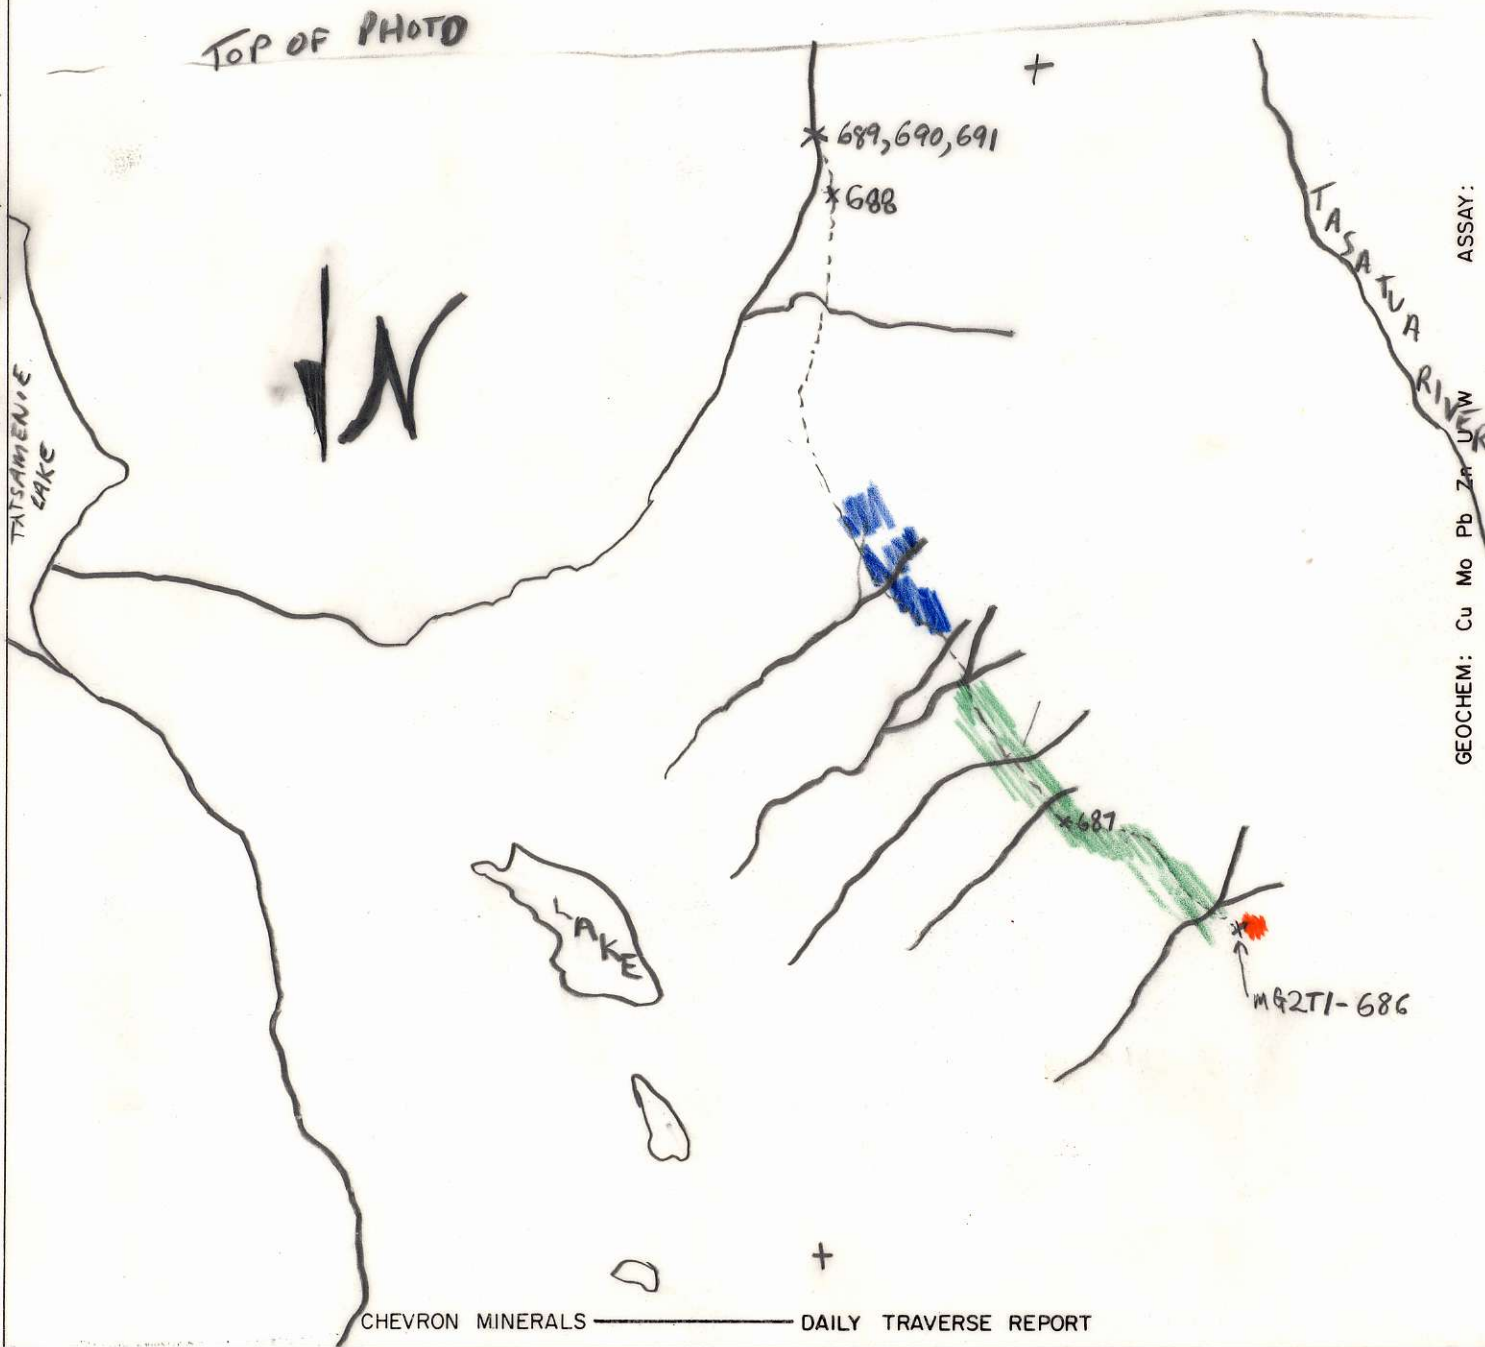 TOP OF PHOTO
689,690,691
688
TASATUA RIVER
ASSAY:
N
TATSAMENIE
LAKE
GEOCHEM: Cu Mo Pb Zn U W
687
LAKE
MG2T1-686
CHEVRON MINERALS DAILY TRAVERSE REPORT